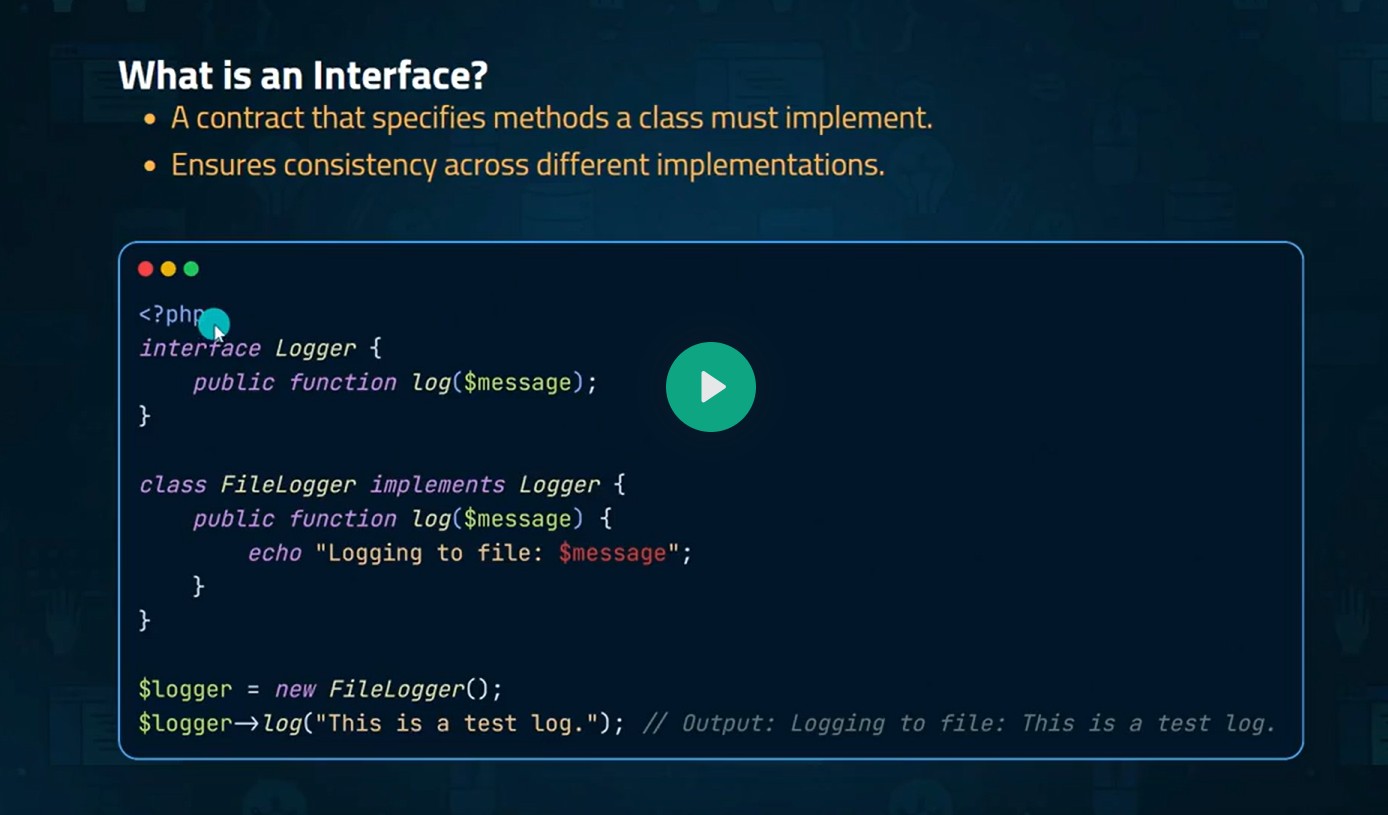 What is an Interface?
• A contract that specifies methods a class must implement.
• Ensures consistency across different implementations.
<?php
interface Logger {
    public function log($message);
}
class FileLogger implements Logger {
    public function log($message) {
        echo "Logging to file: $message";
    }
}
$logger = new FileLogger();
$logger->log("This is a test log."); // Output: Logging to file: This is a test log.